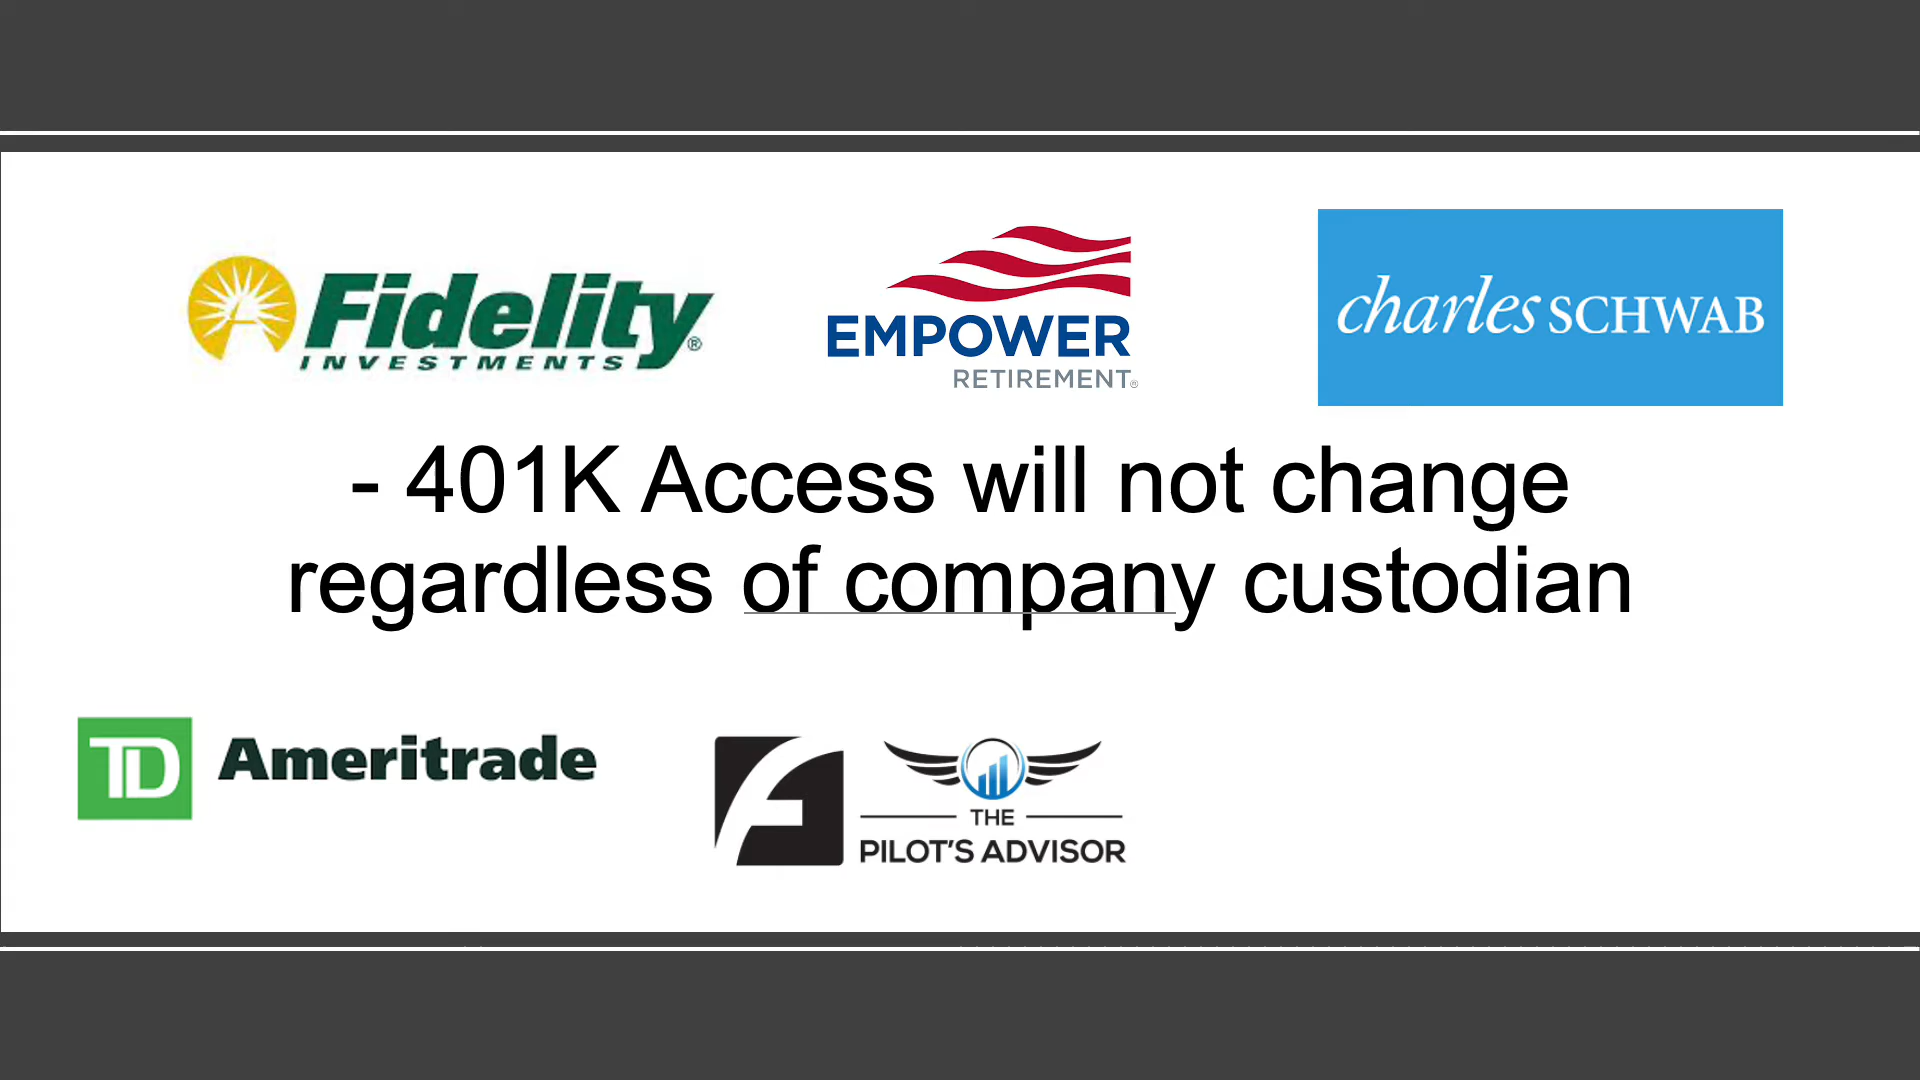 Fidelity
INVESTMENTS®
EMPOWER
RETIREMENT®
charles SCHWAB
- 401K Access will not change
regardless of company custodian
TD Ameritrade
THE
PILOT'S ADVISOR